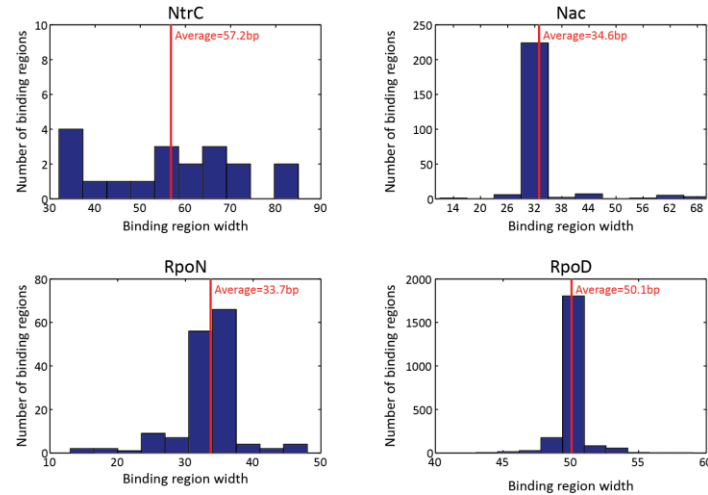 NtrC
Average=57.2bp
Number of binding regions
10
8
6
4
2
0
30 40 50 60 70 80 90
Binding region width
Nac
Average=34.6bp
Number of binding regions
250
200
150
100
50
0
14 20 26 32 38 44 50 56 62 68
Binding region width
RpoN
Average=33.7bp
Number of binding regions
80
60
40
20
0
10 20 30 40 50
Binding region width
RpoD
Average=50.1bp
Number of binding regions
2000
1500
1000
500
0
40 45 50 55 60
Binding region width